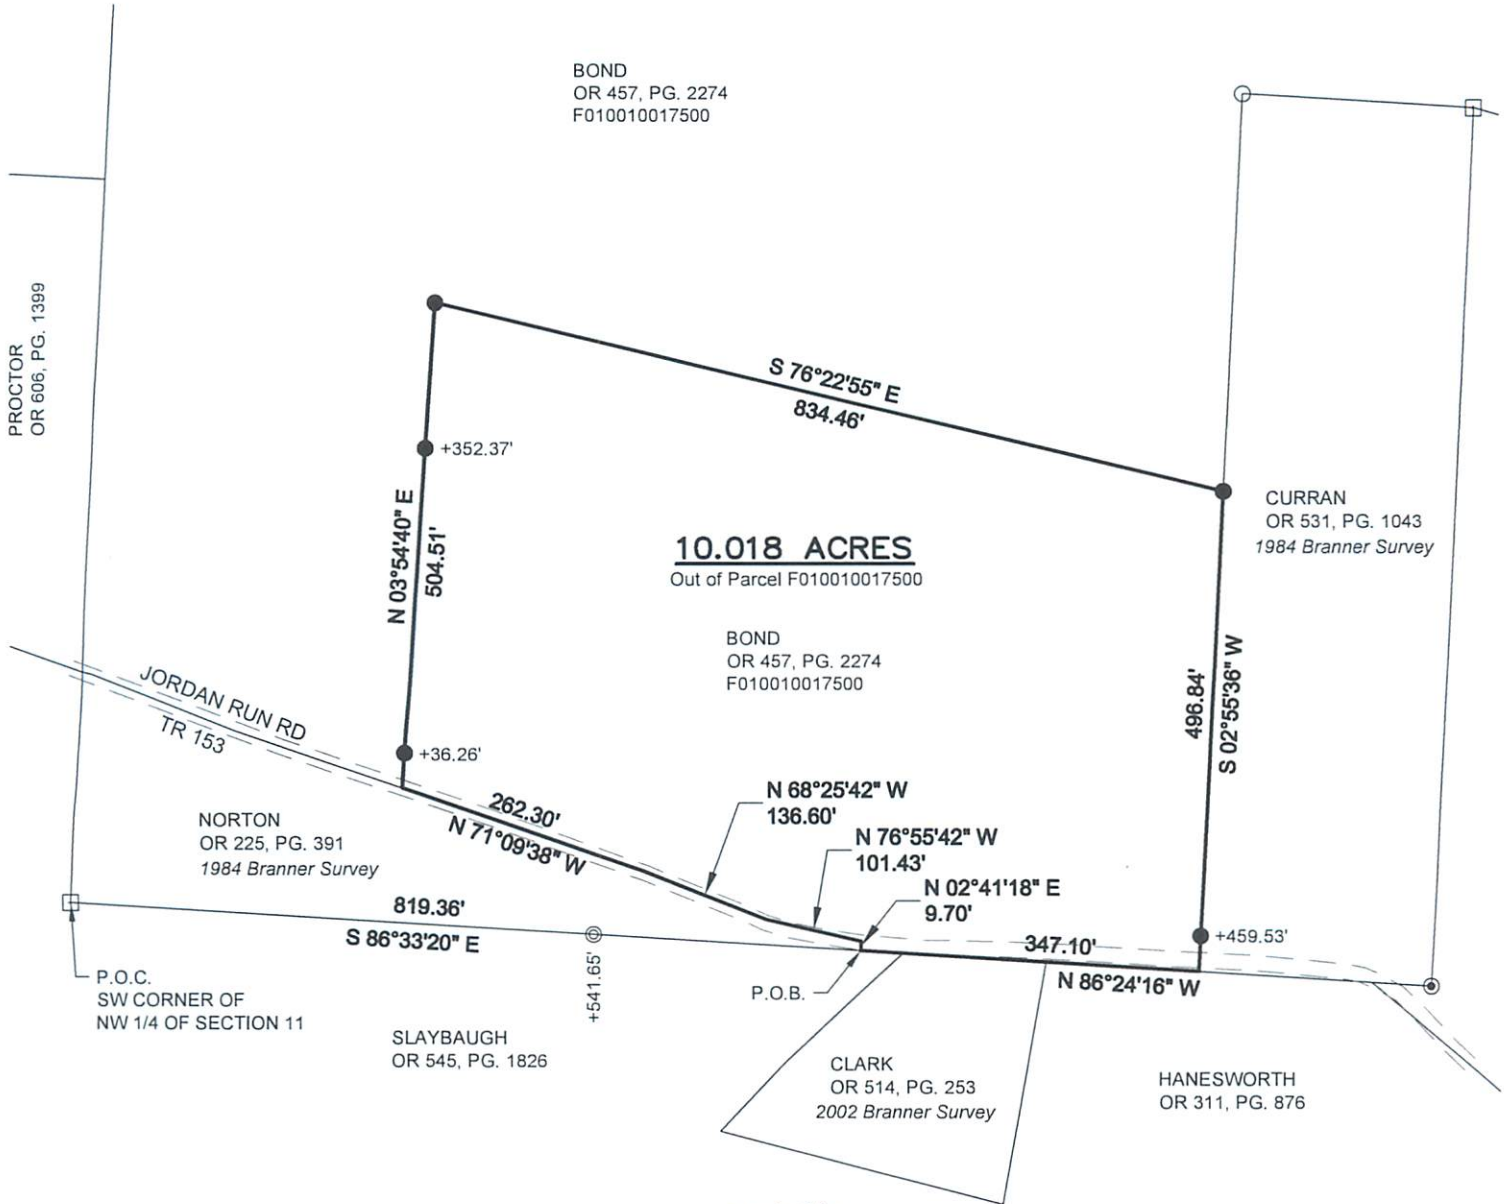 BOND
OR 457, PG. 2274
F010010017500
PROCTOR
OR 606, PG. 1399
S 76°22'55" E
834.46'
+352.37'
N 03°54'40" E
504.51'
CURRAN
OR 531, PG. 1043
1984 Branner Survey
10.018 ACRES
Out of Parcel F010010017500
BOND
OR 457, PG. 2274
F010010017500
496.84'
S 02°55'36" W
JORDAN RUN RD
TR 153
+36.26'
262.30'
N 71°09'38" W
N 68°25'42" W
136.60'
N 76°55'42" W
101.43'
N 02°41'18" E
9.70'
NORTON
OR 225, PG. 391
1984 Branner Survey
819.36'
S 86°33'20" E
347.10'
N 86°24'16" W
+459.53'
P.O.C.
SW CORNER OF
NW 1/4 OF SECTION 11
+541.65'
P.O.B.
SLAYBAUGH
OR 545, PG. 1826
CLARK
OR 514, PG. 253
2002 Branner Survey
HANESWORTH
OR 311, PG. 876